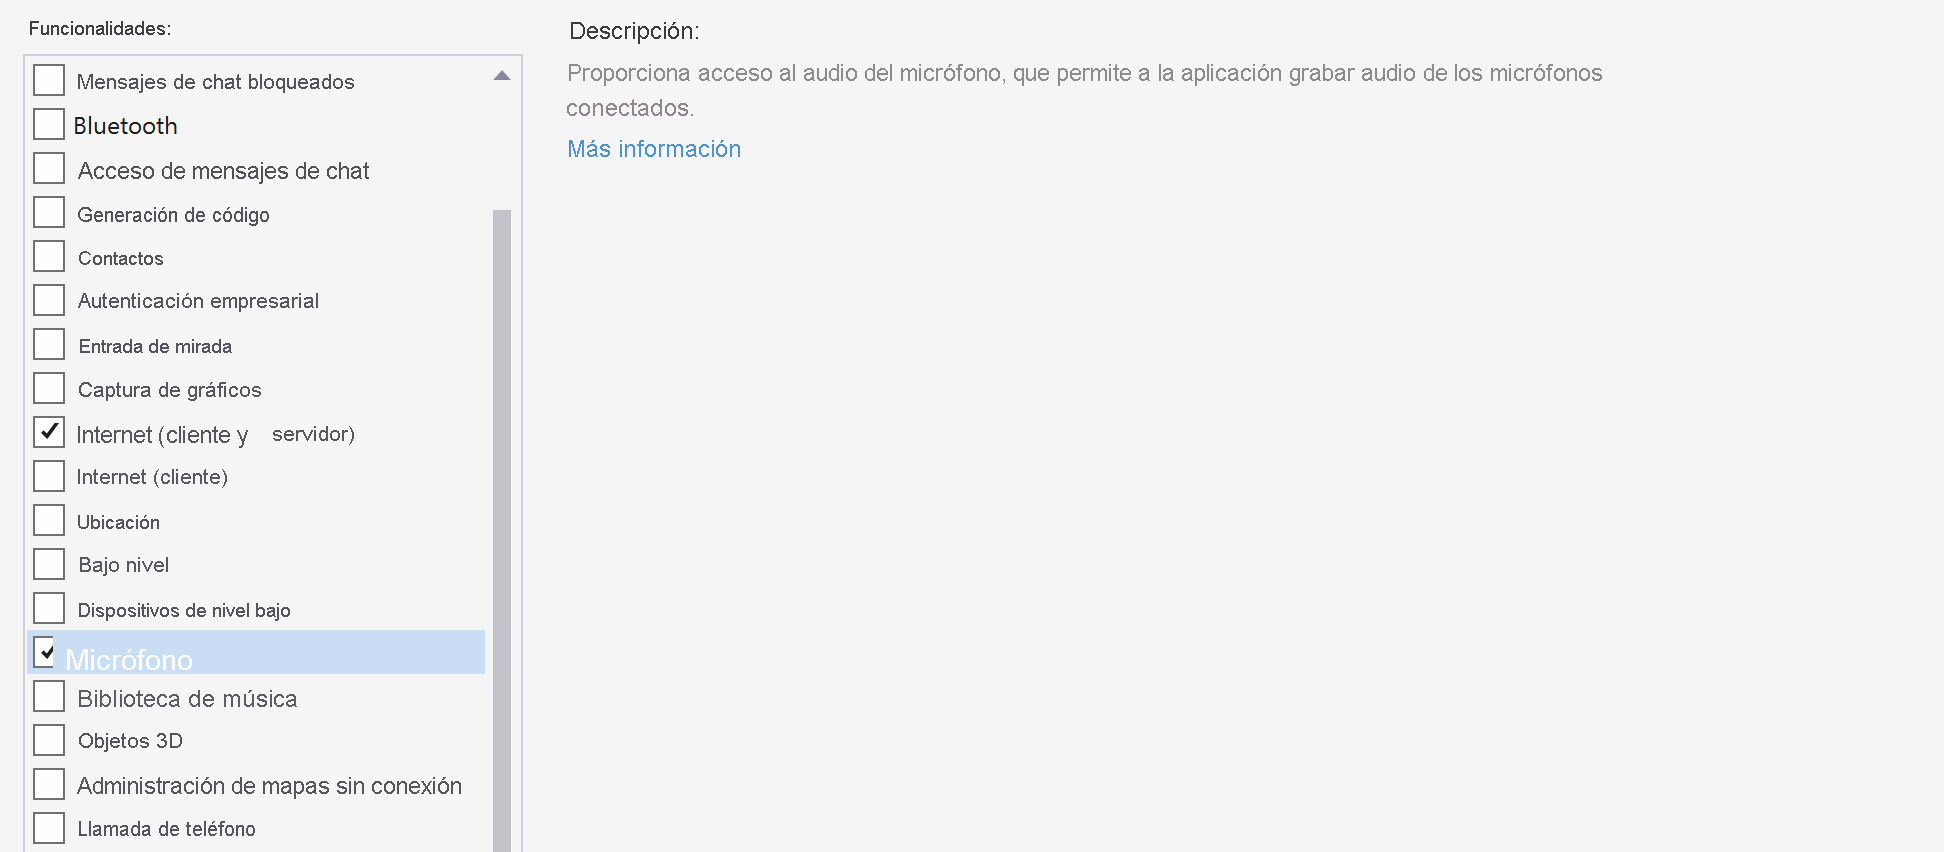 Funcionalidades:
Mensajes de chat bloqueados
Bluetooth
Acceso de mensajes de chat
Generación de código
Contactos
Autenticación empresarial
Entrada de mirada
Captura de gráficos
Internet (cliente y servidor)
Internet (cliente)
Ubicación
Bajo nivel
Dispositivos de nivel bajo
Micrófono
Biblioteca de música
Objetos 3D
Administración de mapas sin conexión
Llamada de teléfono
Descripción:
Proporciona acceso al audio del micrófono, que permite a la aplicación grabar audio de los micrófonos
conectados.
Más información